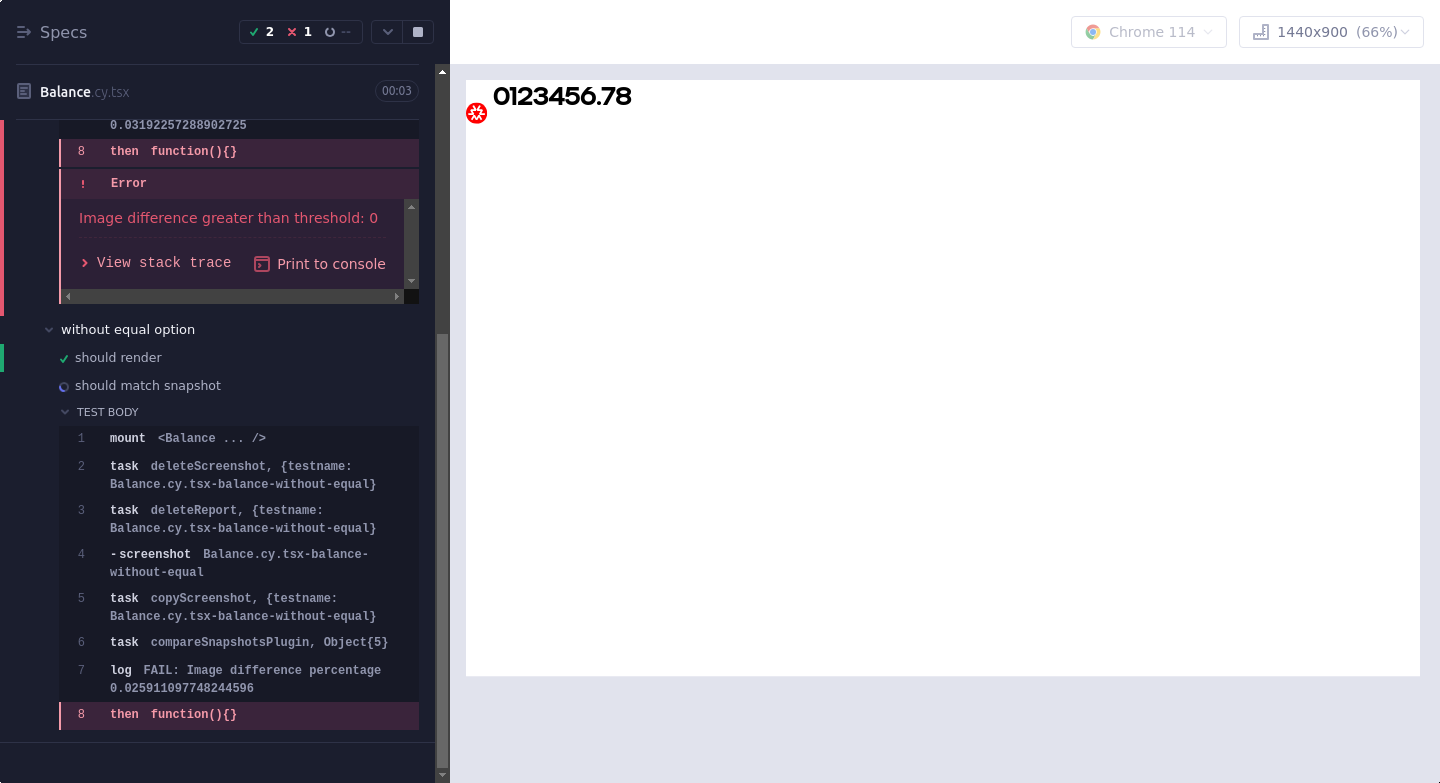 Specs
2
1
--
Chrome 114
1440x900 (66%)
Balance.cy.tsx
00:03
0.03192257288902725
8 then function(){}
! Error
Image difference greater than threshold: 0
View stack trace
Print to console
without equal option
should render
should match snapshot
TEST BODY
1 mount <Balance ... />
2 task deleteScreenshot, {testname:
Balance.cy.tsx-balance-without-equal}
3 task deleteReport, {testname:
Balance.cy.tsx-balance-without-equal}
4 -screenshot Balance.cy.tsx-balance-
without-equal
5 task copyScreenshot, {testname:
Balance.cy.tsx-balance-without-equal}
6 task compareSnapshotsPlugin, Object{5}
7 log FAIL: Image difference percentage
0.025911097748244596
8 then function(){}
0123456.78